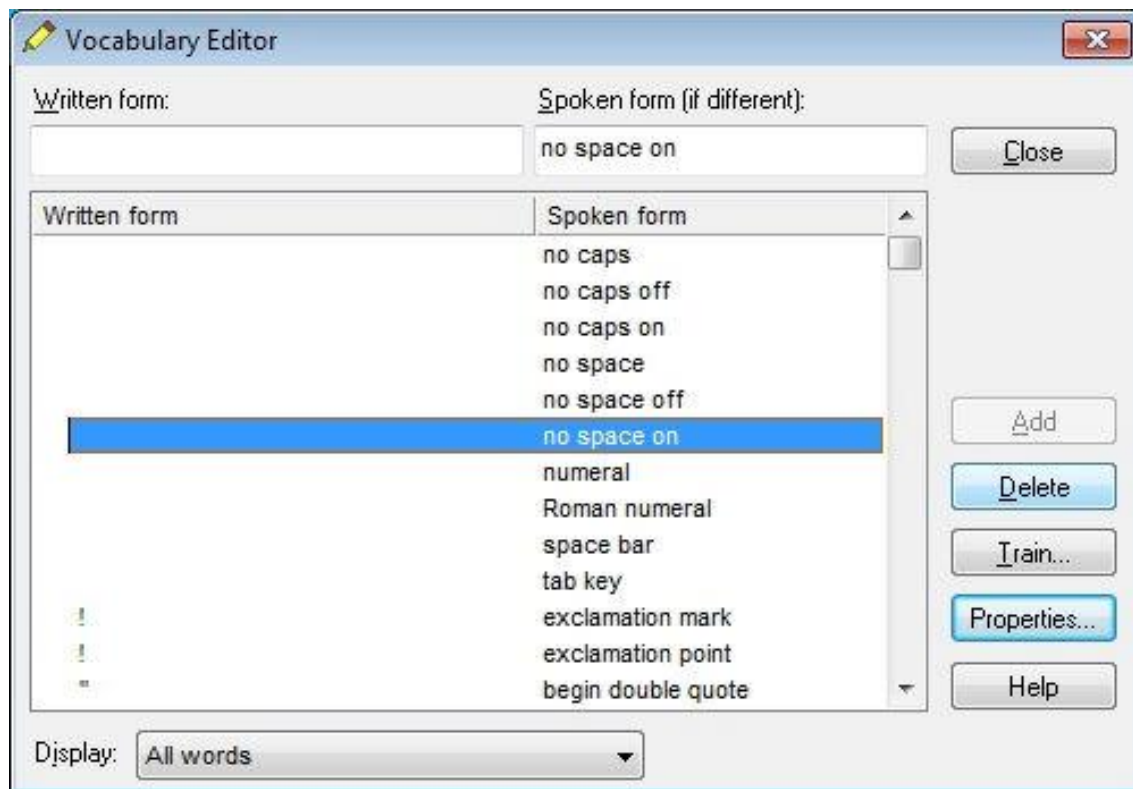 Vocabulary Editor
Written form: Spoken form (if different):
no space on Close
Written form Spoken form
no caps
no caps off
no caps on
no space
no space off
no space on
Add
numeral
Delete
Roman numeral
space bar
Train...
tab key
! exclamation mark
Properties...
! exclamation point
" begin double quote
Help
Display: All words